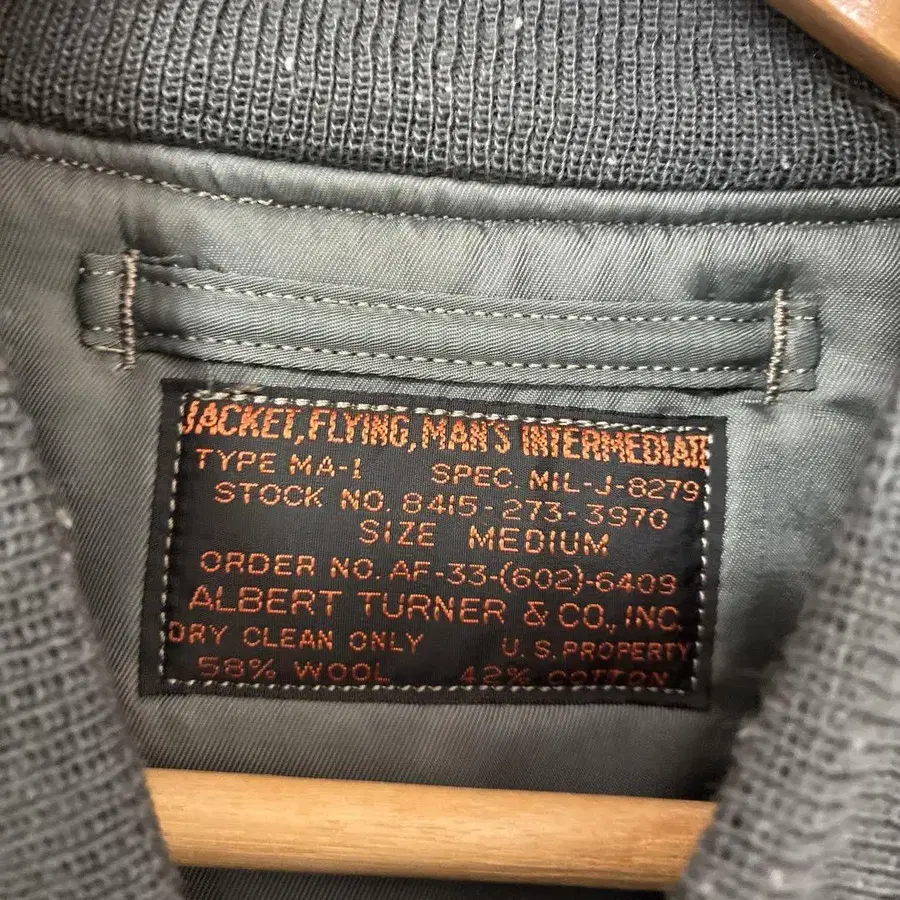 JACKET, FLYING, MAN'S INTERMEDIATE
TYPE MA-1 SPEC. MIL-J-8279
STOCK NO. 8415-273-3970
SIZE MEDIUM
ORDER NO. AF-33-(602)-6409
ALBERT TURNER & CO., INC.
DRY CLEAN ONLY U.S. PROPERTY
58% WOOL 42% COTTON